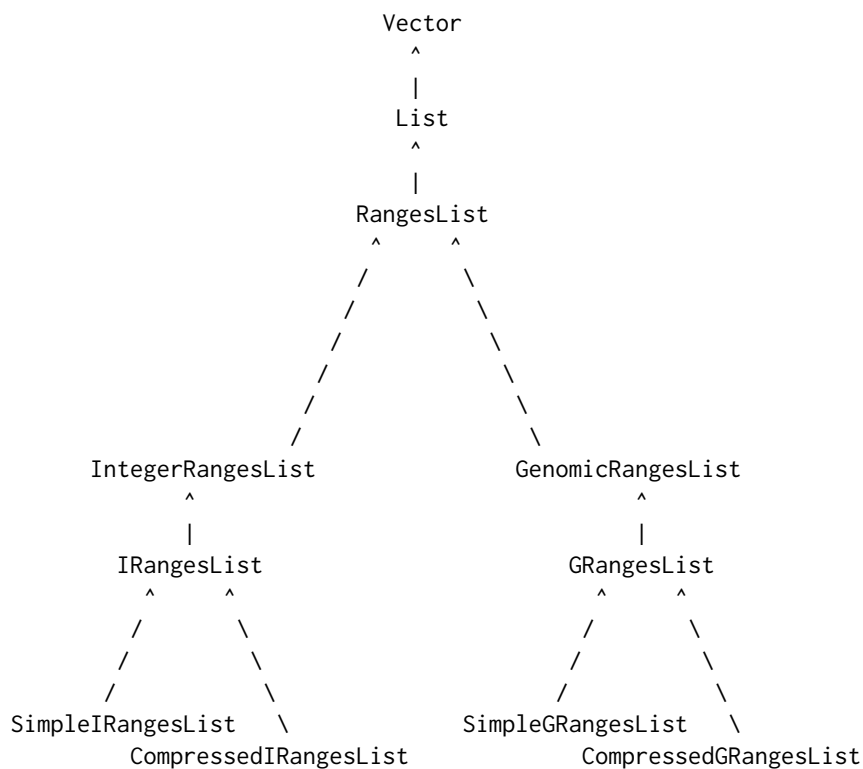 Vector
^
|
List
^
|
RangesList
^ ^
/ \
/ \
/ \
/ \
/ \
/ \
IntegerRangesList GenomicRangesList
^ ^
| |
IRangesList GRangesList
^ ^ ^ ^
/ \ / \
/ \ / \
/ \ / \
SimpleIRangesList \ SimpleGRangesList \
CompressedIRangesList CompressedGRangesList